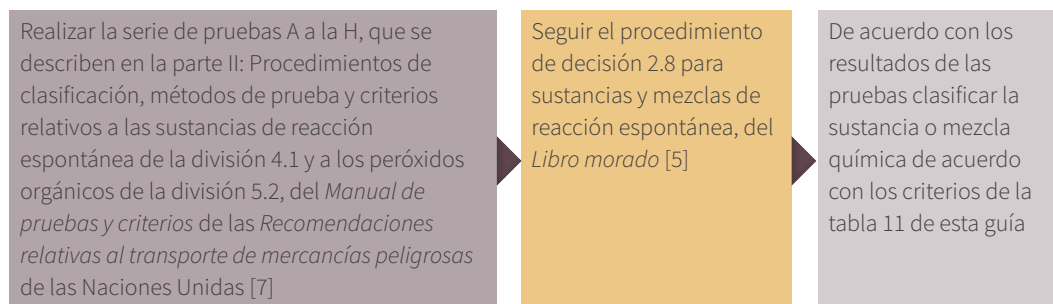 Realizar la serie de pruebas A a la H, que se
describen en la parte II: Procedimientos de
clasificación, métodos de prueba y criterios
relativos a las sustancias de reacción
espontánea de la división 4.1 y a los peróxidos
orgánicos de la división 5.2, del Manual de
pruebas y criterios de las Recomendaciones
relativas al transporte de mercancías peligrosas
de las Naciones Unidas [7]
Seguir el procedimiento
de decisión 2.8 para
sustancias y mezclas de
reacción espontánea, del
Libro morado [5]
De acuerdo con los
resultados de las
pruebas clasificar la
sustancia o mezcla
química de acuerdo
con los criterios de la
tabla 11 de esta guía